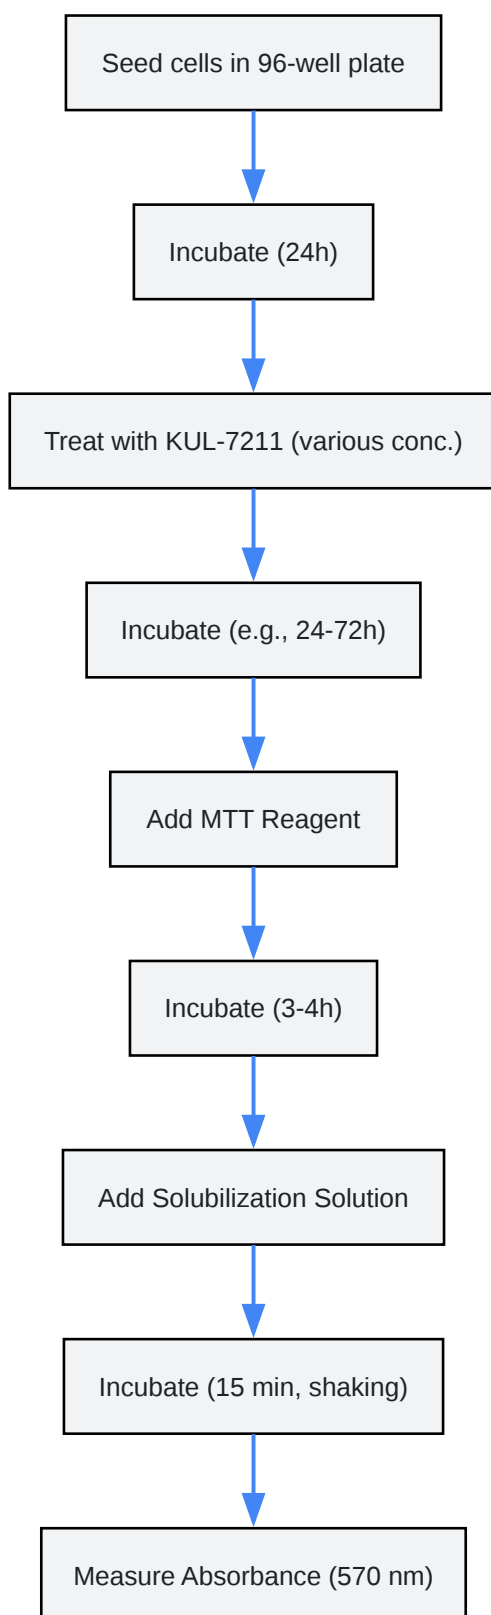 Seed cells in 96-well plate
Incubate (24h)
Treat with KUL-7211 (various conc.)
Incubate (e.g., 24-72h)
Add MTT Reagent
Incubate (3-4h)
Add Solubilization Solution
Incubate (15 min, shaking)
Measure Absorbance (570 nm)